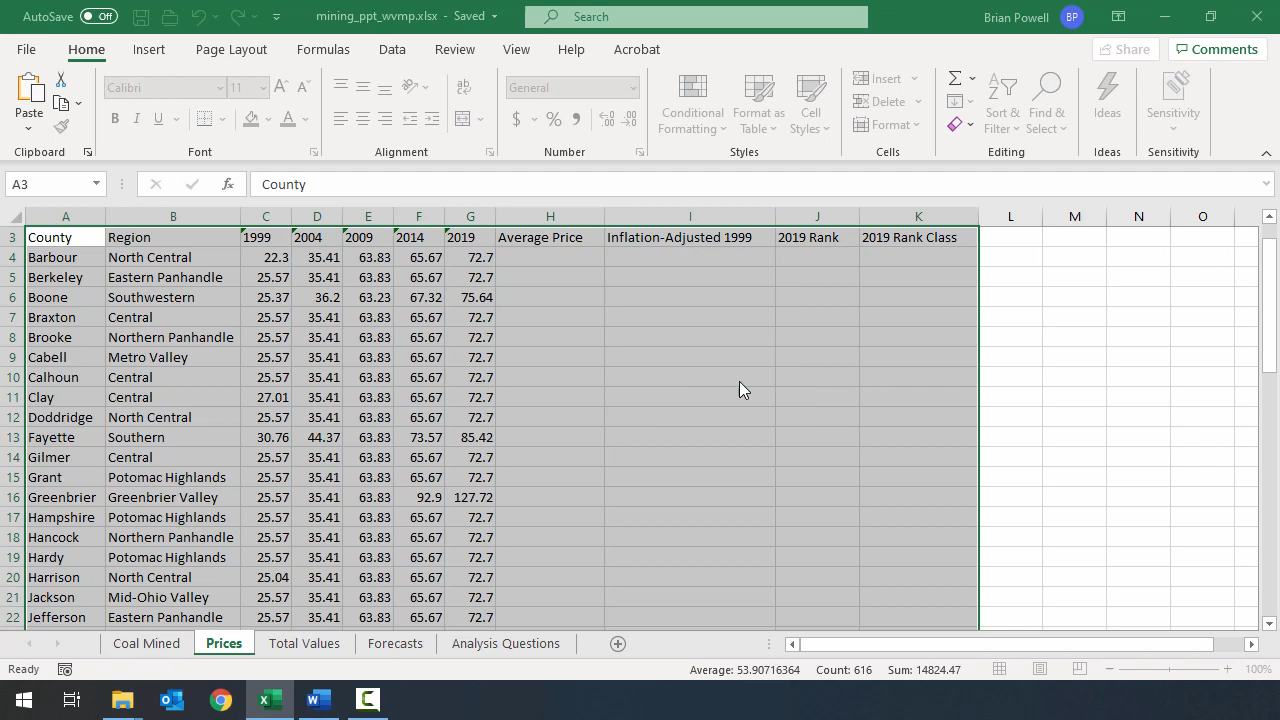 AutoSave Off mining_ppt_wvmp.xlsx - Saved Search Brian Powell BP
File Home Insert Page Layout Formulas Data Review View Help Acrobat Share Comments
Paste Calibri 11 A A ab General Conditional Formatting Format as Table Cell Styles Insert Delete Format Sort & Filter Find & Select Ideas Sensitivity
B I U A $ % , .00 .00
Clipboard Font Alignment Number Styles Cells Editing Ideas Sensitivity
A3 fx County
A B C D E F G H I J K L M N O
3 County Region 1999 2004 2009 2014 2019 Average Price Inflation-Adjusted 1999 2019 Rank 2019 Rank Class
4 Barbour North Central 22.3 35.41 63.83 65.67 72.7
5 Berkeley Eastern Panhandle 25.57 35.41 63.83 65.67 72.7
6 Boone Southwestern 25.37 36.2 63.23 67.32 75.64
7 Braxton Central 25.57 35.41 63.83 65.67 72.7
8 Brooke Northern Panhandle 25.57 35.41 63.83 65.67 72.7
9 Cabell Metro Valley 25.57 35.41 63.83 65.67 72.7
10 Calhoun Central 25.57 35.41 63.83 65.67 72.7
11 Clay Central 27.01 35.41 63.83 65.67 72.7
12 Doddridge North Central 25.57 35.41 63.83 65.67 72.7
13 Fayette Southern 30.76 44.37 63.83 73.57 85.42
14 Gilmer Central 25.57 35.41 63.83 65.67 72.7
15 Grant Potomac Highlands 25.57 35.41 63.83 65.67 72.7
16 Greenbrier Greenbrier Valley 25.57 35.41 63.83 92.9 127.72
17 Hampshire Potomac Highlands 25.57 35.41 63.83 65.67 72.7
18 Hancock Northern Panhandle 25.57 35.41 63.83 65.67 72.7
19 Hardy Potomac Highlands 25.57 35.41 63.83 65.67 72.7
20 Harrison North Central 25.04 35.41 63.83 65.67 72.7
21 Jackson Mid-Ohio Valley 25.57 35.41 63.83 65.67 72.7
22 Jefferson Eastern Panhandle 25.57 35.41 63.83 65.67 72.7
Coal Mined Prices Total Values Forecasts Analysis Questions
Ready Average: 53.90716364 Count: 616 Sum: 14824.47 100%